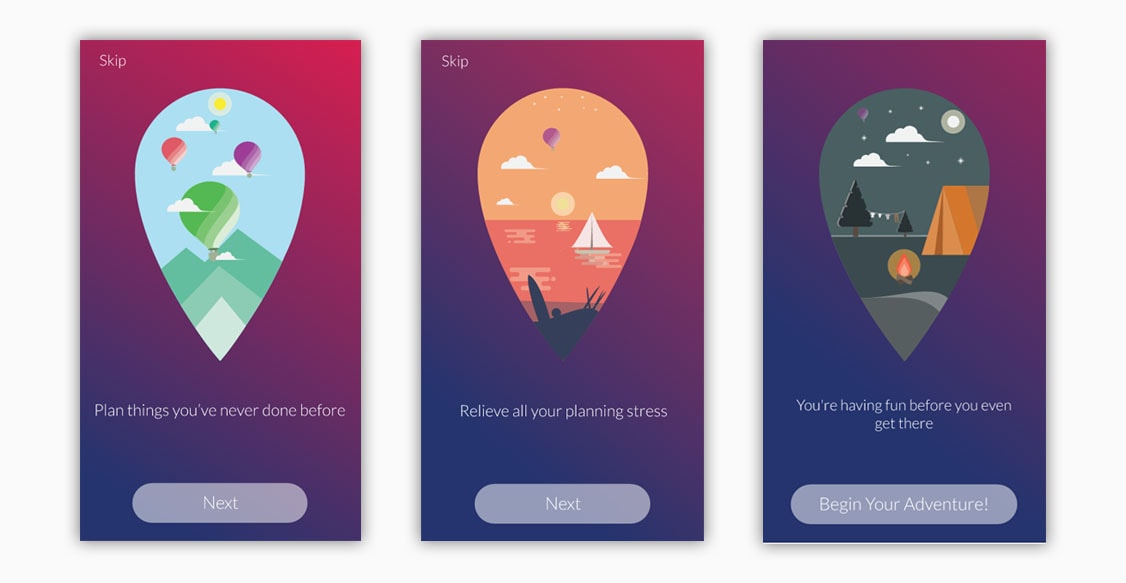 Skip
Plan things you've never done before
Next
Skip
Relieve all your planning stress
Next
You're having fun before you even
get there
Begin Your Adventure!